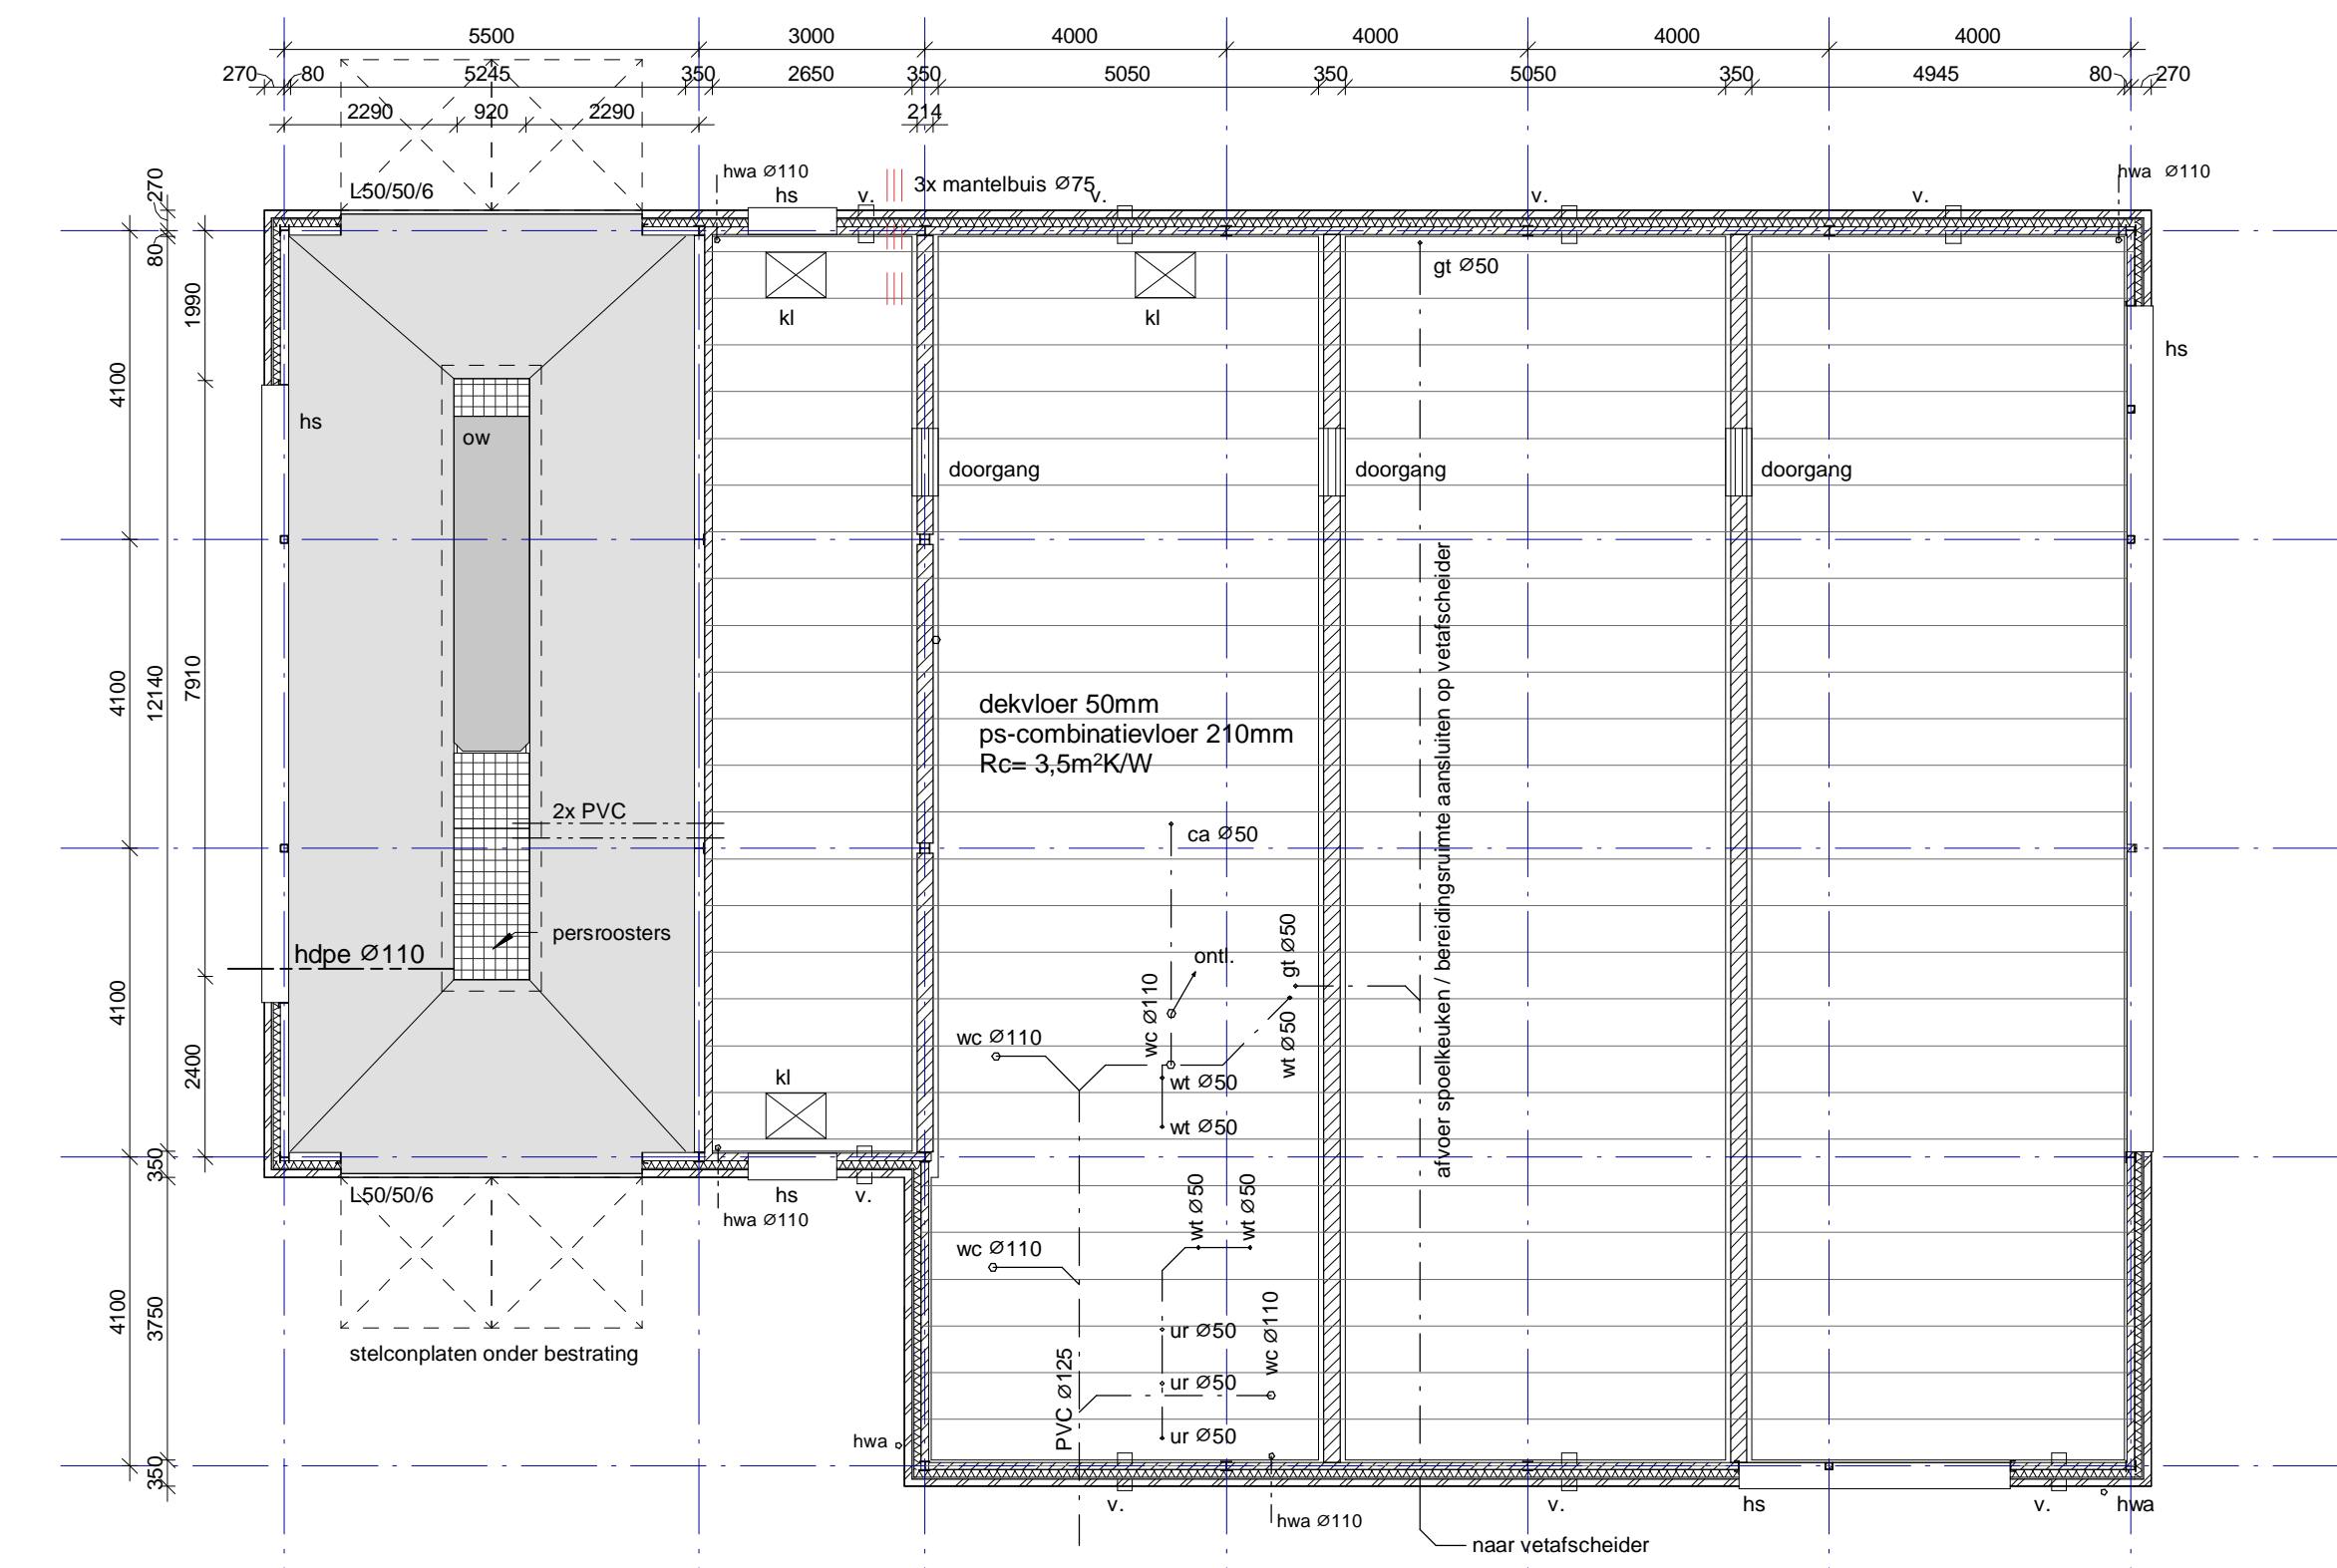 5500
3000
4000
4000
4000
4000
270
80
5245
350
2650
350
5050
350
5050
350
4945
80
270
2290
920
2290
214
hwa Ø110
hwa Ø110
L50/50/6
hs
v.
3x mantelbuis Ø75
v.
v.
v.
270
80
1990
4100
gt Ø50
kl
kl
hs
hs
ow
doorgang
doorgang
doorgang
4100
12140
7910
afvoer spoelkeuken / bereidingsruimte aansluiten op vetafscheider
dekvloer 50mm
ps-combinatievloer 210mm
Rc= 3,5m²K/W
2x PVC
ca Ø50
persroosters
hdpe Ø110
ontl.
gt Ø50
wc Ø110
wc Ø110
wt Ø50
4100
2400
kl
wt Ø50
wt Ø50
350
L50/50/6
hs
v.
hwa Ø110
wt Ø50
wt Ø50
wc Ø110
4100
3750
ur Ø50
wc Ø110
stelconplaten onder bestrating
ur Ø50
PVC Ø125
ur Ø50
hwa
350
v.
v.
hs
v.
hwa
hwa Ø110
naar vetafscheider